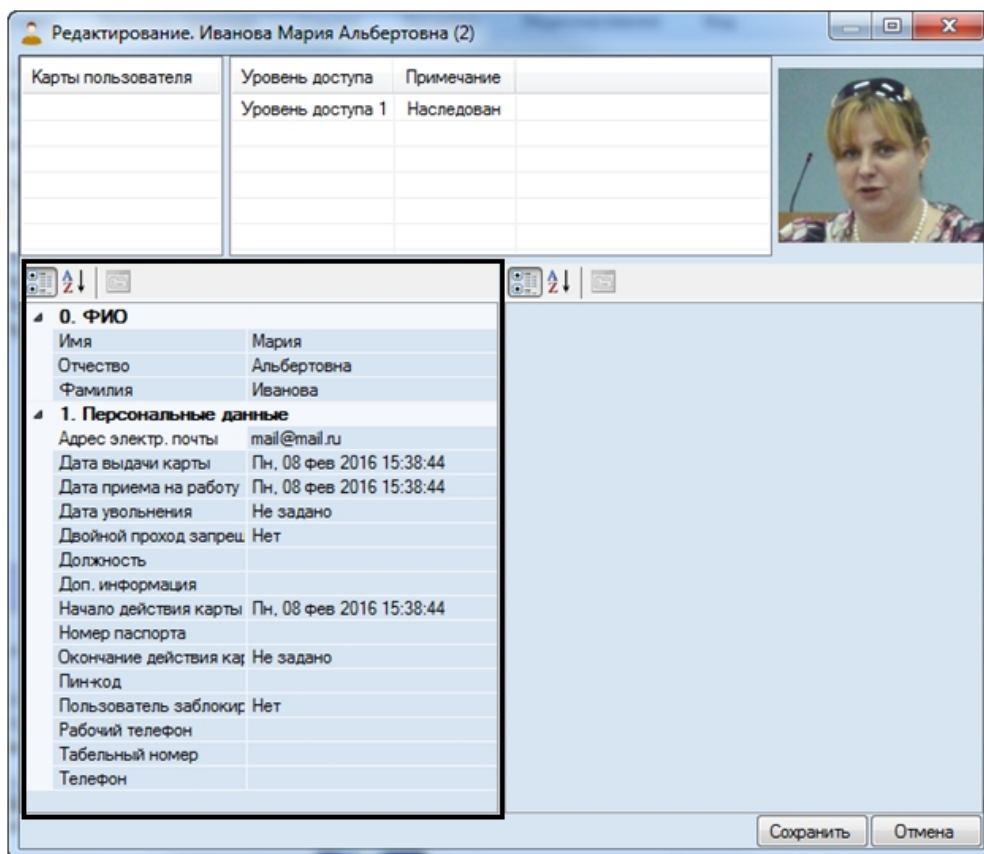 Редактирование. Иванова Мария Альбертовна (2)
Карты пользователя Уровень доступа Примечание
Уровень доступа 1 Наследован
0. ФИО
Имя Мария
Отчество Альбертовна
Фамилия Иванова
1. Персональные данные
Адрес электр. почты mail@mail.ru
Дата выдачи карты Пн, 08 фев 2016 15:38:44
Дата приема на работу Пн, 08 фев 2016 15:38:44
Дата увольнения Не задано
Двойной проход запрещ Нет
Должность
Доп. информация
Начало действия карты Пн, 08 фев 2016 15:38:44
Номер паспорта
Окончание действия кар Не задано
Пин-код
Пользователь заблокир Нет
Рабочий телефон
Табельный номер
Телефон
Сохранить Отмена